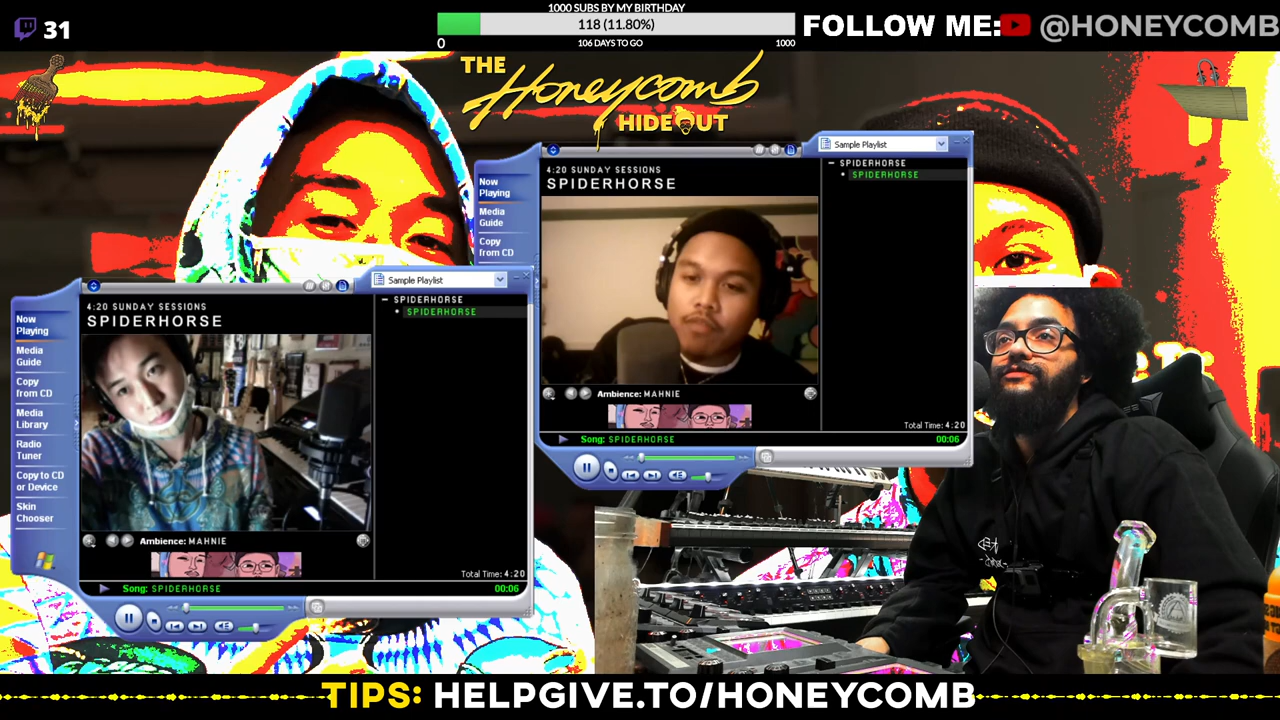 31
1000 SUBS BY MY BIRTHDAY
118 (11.80%)
0
106 DAYS TO GO
1000
FOLLOW ME:
@HONEYCOMB
THE
Honeycomb
HIDEOUT
Sample Playlist
4:20 SUNDAY SESSIONS
SPIDERHORSE
SPIDERHORSE
SPIDERHORSE
Now
Playing
Media
Guide
Copy
from CD
Ambience: MAHNIE
Total Time: 4:20
Song: SPIDERHORSE
00:06
Sample Playlist
4:20 SUNDAY SESSIONS
SPIDERHORSE
SPIDERHORSE
SPIDERHORSE
Now
Playing
Media
Guide
Copy
from CD
Media
Library
Radio
Tuner
Copy to CD
or Device
Skin
Chooser
Ambience: MAHNIE
Total Time: 4:20
Song: SPIDERHORSE
00:06
TIPS: HELPGIVE.TO/HONEYCOMB